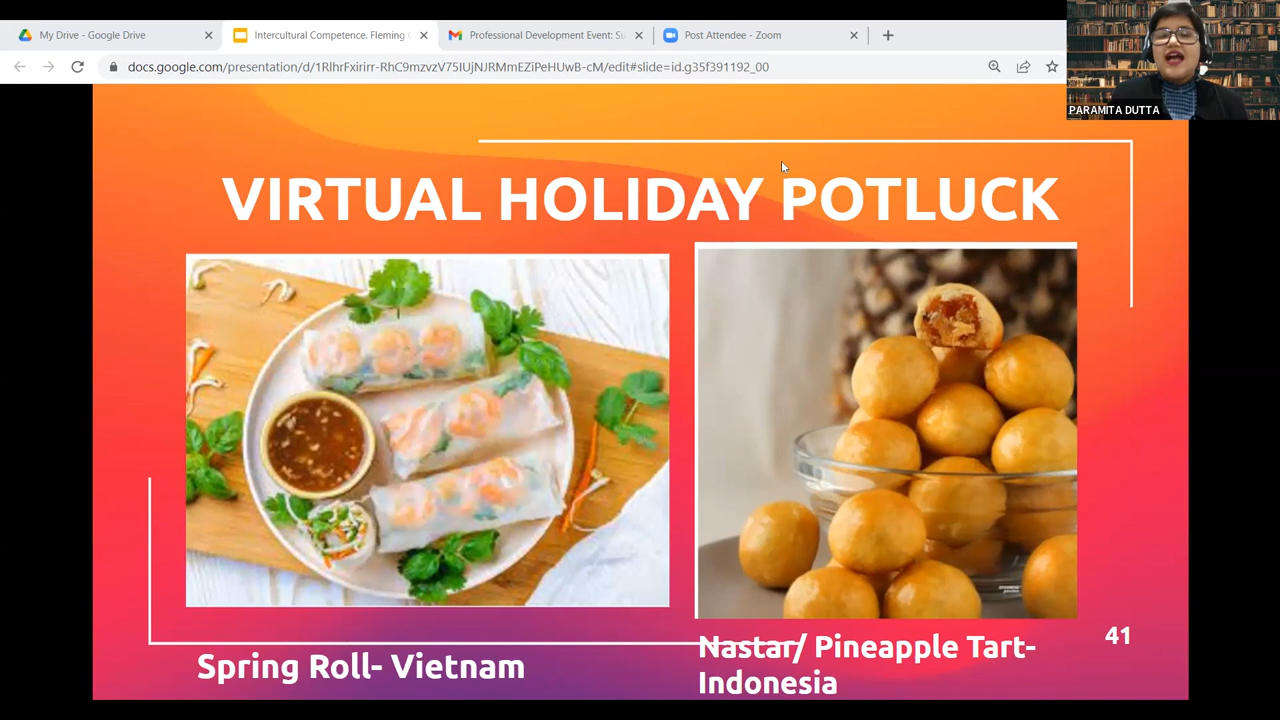 My Drive - Google Drive
Intercultural Competence. Fleming
Professional Development Event: Su
Post Attendee - Zoom
docs.google.com/presentation/d/1RlhrFxirirr-RhC9mzvzV75IUjNJRMmEZiPeHUwB-cM/edit#slide=id.g35f391192_00
PARAMITA DUTTA
VIRTUAL HOLIDAY POTLUCK
Spring Roll- Vietnam
Nastar/ Pineapple Tart-
Indonesia
41